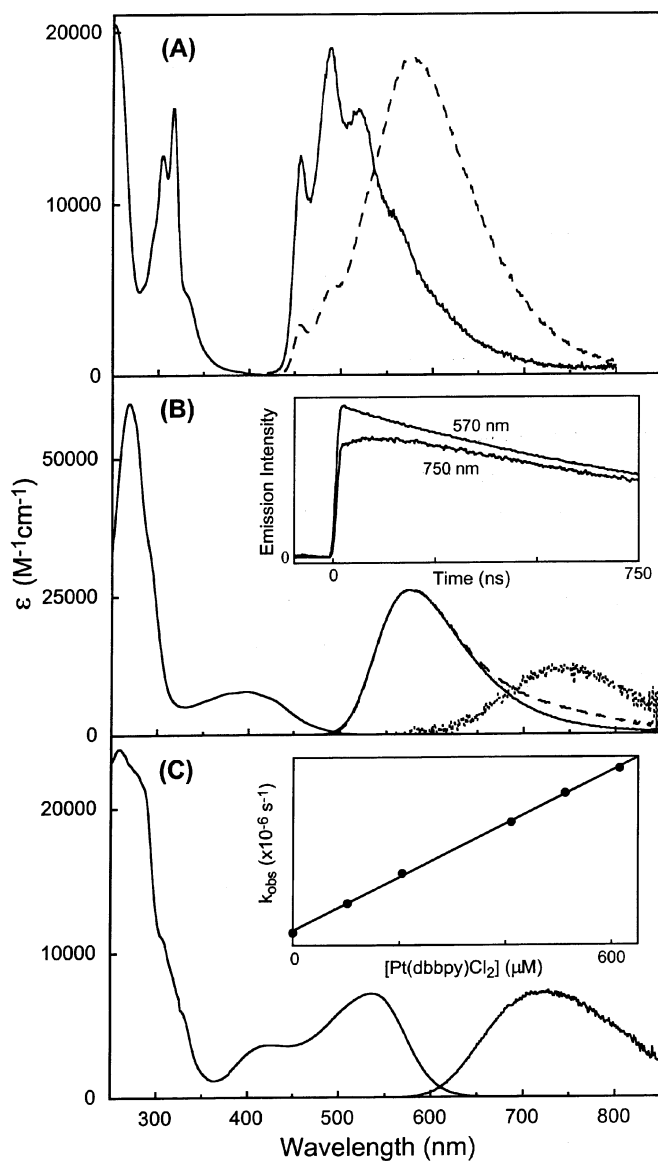 20000
(A)
10000
0
(B)
50000
25000
0
ε (M-1cm-1)
Emission Intensity
570 nm
750 nm
0
0
Time (ns)
750
(C)
20000
10000
0
kobs (x10-6 s-1)
0
[Pt(dbbpy)Cl2] (μM)
600
300
400
500
600
700
800
Wavelength (nm)